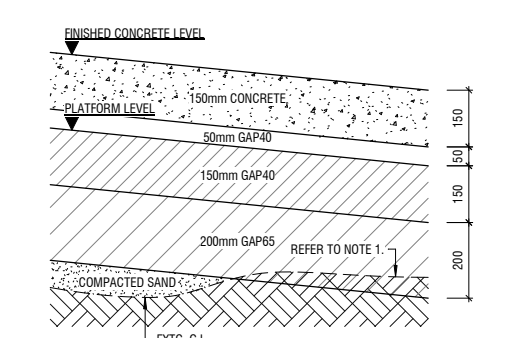 FINISHED CONCRETE LEVEL
150mm CONCRETE
150
PLATFORM LEVEL
50mm GAP40
50
150mm GAP40
150
200mm GAP65
REFER TO NOTE 1.
200
COMPACTED SAND